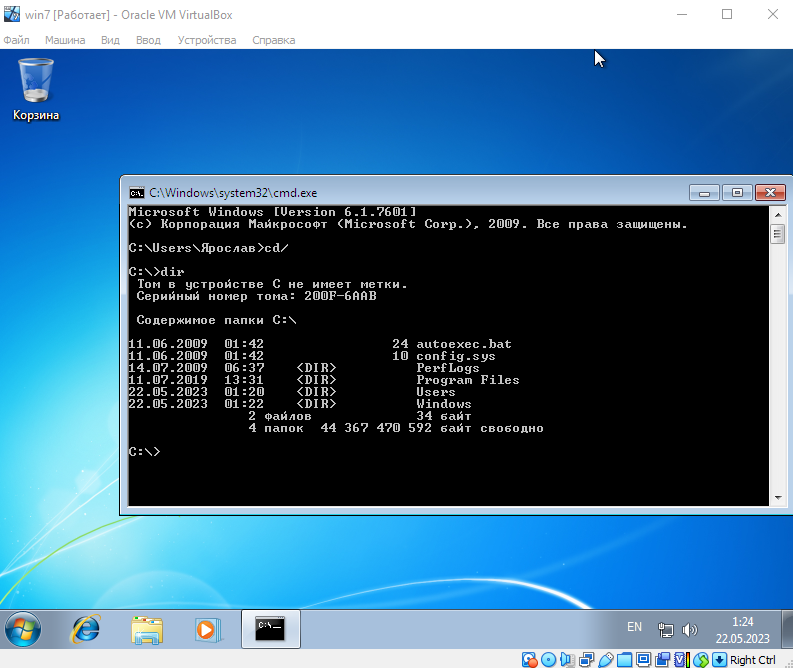 win7 [Работает] - Oracle VM VirtualBox
Файл Машина Вид Ввод Устройства Справка
Корзина
C:\Windows\system32\cmd.exe
Microsoft Windows [Version 6.1.7601]
(c) Корпорация Майкрософт (Microsoft Corp.), 2009. Все права защищены.
C:\Users\Ярослав>cd/
C:\>dir
Том в устройстве C не имеет метки.
Серийный номер тома: 200F-6AAB
Содержимое папки C:\
11.06.2009 01:42 24 autoexec.bat
11.06.2009 01:42 10 config.sys
14.07.2009 06:37 <DIR> PerfLogs
11.07.2019 13:31 <DIR> Program Files
22.05.2023 01:20 <DIR> Users
22.05.2023 01:22 <DIR> Windows
2 файлов 34 байт
4 папок 44 367 470 592 байт свободно
C:\>
C:\_
EN
1:24
22.05.2023
Right Ctrl